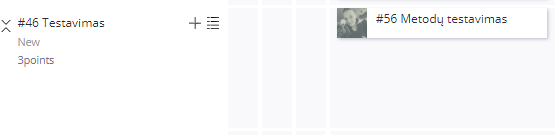 #46 Testavimas
New
3points
#56 Metodų testavimas